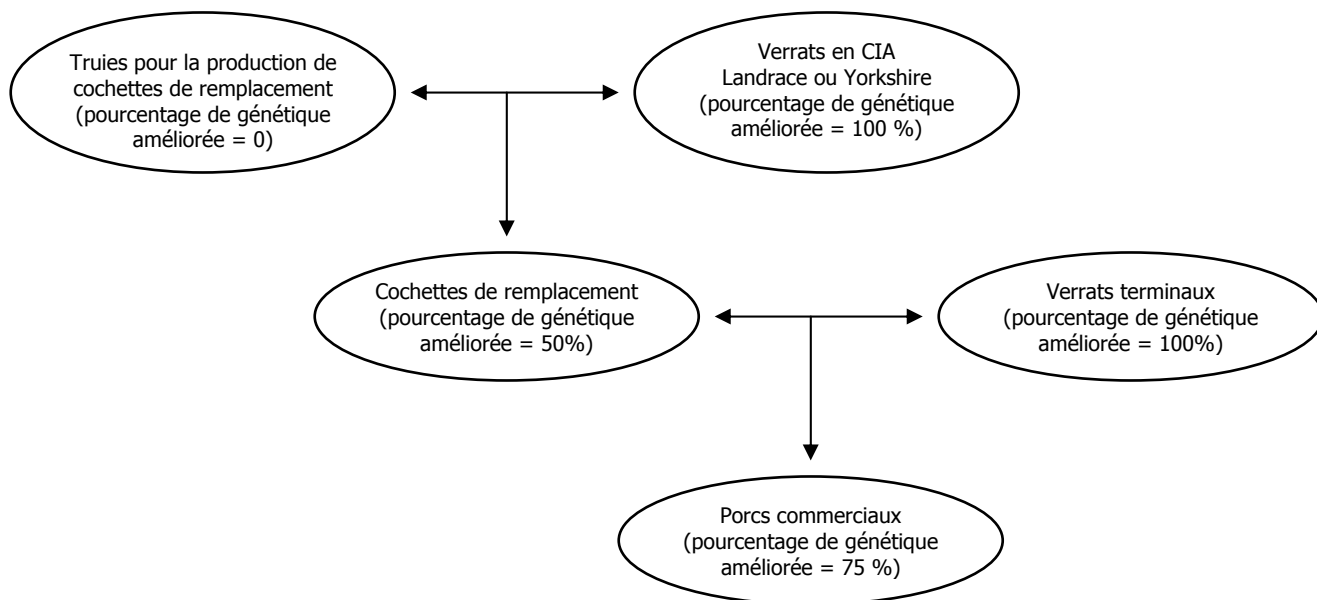 Truies pour la production de
cochettes de remplacement
(pourcentage de génétique
améliorée = 0)
Verrats en CIA
Landrace ou Yorkshire
(pourcentage de génétique
améliorée = 100 %)
Cochettes de remplacement
(pourcentage de génétique
améliorée = 50%)
Verrats terminaux
(pourcentage de génétique
améliorée = 100%)
Porcs commerciaux
(pourcentage de génétique
améliorée = 75 %)